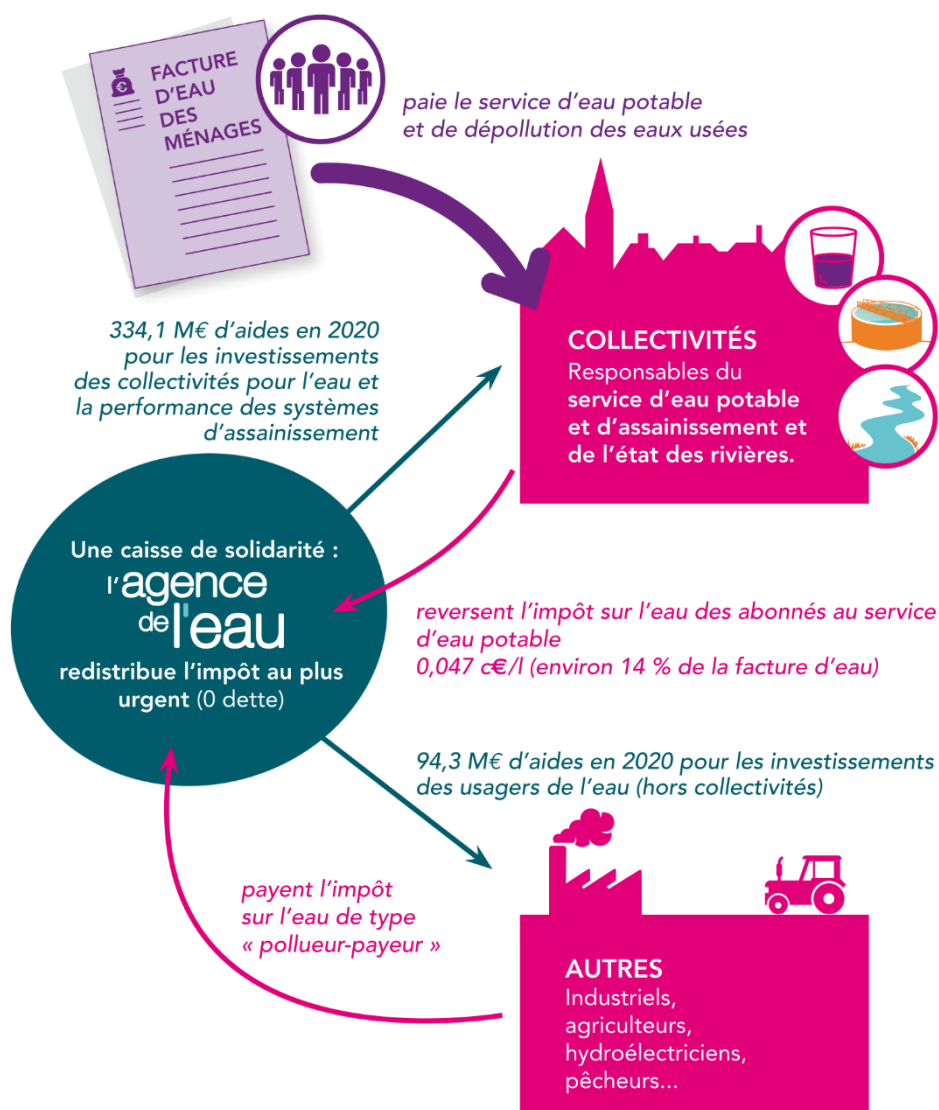 FACTURE
D'EAU
DES
MÉNAGES
paie le service d'eau potable
et de dépollution des eaux usées
334,1 M€ d'aides en 2020
pour les investissements
des collectivités pour l'eau et
la performance des systèmes
d'assainissement
COLLECTIVITÉS
Responsables du
service d'eau potable
et d'assainissement et
de l'état des rivières.
Une caisse de solidarité :
l'agence
de l'eau
redistribue l'impôt au plus
urgent (0 dette)
reversent l'impôt sur l'eau des abonnés au service
d'eau potable
0,047 c€/l (environ 14 % de la facture d'eau)
94,3 M€ d'aides en 2020 pour les investissements
des usagers de l'eau (hors collectivités)
payent l'impôt
sur l'eau de type
« pollueur-payeur »
AUTRES
Industriels,
agriculteurs,
hydroélectriciens,
pêcheurs...